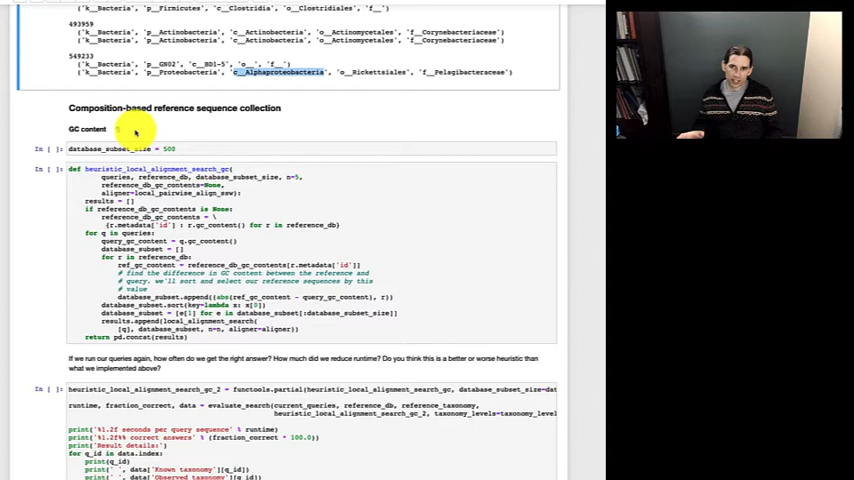 ('k__Bacteria', 'p__Firmicutes', 'c__Clostridia', 'o__Clostridiales', 'f__')
493959
('k__Bacteria', 'p__Actinobacteria', 'c__Actinobacteria', 'o__Actinomycetales', 'f__Corynebacteriaceae')
('k__Bacteria', 'p__Actinobacteria', 'c__Actinobacteria', 'o__Actinomycetales', 'f__Corynebacteriaceae')
549233
('k__Bacteria', 'p__GN02', 'c__BD1-5', 'o__', 'f__')
('k__Bacteria', 'p__Proteobacteria', 'c__Alphaproteobacteria', 'o__Rickettsiales', 'f__Pelagibacteraceae')
Composition-based reference sequence collection
GC content ¶
In [ ]: database_subset_size = 500
In [ ]: def heuristic_local_alignment_search_gc(
queries, reference_db, database_subset_size, n=5,
reference_db_gc_contents=None,
aligner=local_pairwise_align_ssw):
results = []
if reference_db_gc_contents is None:
reference_db_gc_contents = \
{r.metadata['id'] : r.gc_content() for r in reference_db}
for q in queries:
query_gc_content = q.gc_content()
database_subset = []
for r in reference_db:
ref_gc_content = reference_db_gc_contents[r.metadata['id']]
# find the difference in GC content between the reference and
# query. we'll sort and select our reference sequences by this
# value
database_subset.append((abs(ref_gc_content - query_gc_content), r))
database_subset.sort(key=lambda x: x[0])
database_subset = [e[1] for e in database_subset[:database_subset_size]]
results.append(local_alignment_search(
[q], database_subset, n=n, aligner=aligner))
return pd.concat(results)
If we run our queries again, how often do we get the right answer? How much did we reduce runtime? Do you think this is a better or worse heuristic than
what we implemented above?
In [ ]: heuristic_local_alignment_search_gc_2 = functools.partial(heuristic_local_alignment_search_gc, database_subset_size=dat
runtime, fraction_correct, data = evaluate_search(current_queries, reference_db, reference_taxonomy,
heuristic_local_alignment_search_gc_2, taxonomy_levels=taxonomy_level
print('%1.2f seconds per query sequence' % runtime)
print('%1.2f%% correct answers' % (fraction_correct * 100.0))
print('Result details:')
for q_id in data.index:
print(q_id)
print(' ', data['Known taxonomy'][q_id])
print(' ', data['Observed taxonomy'][q_id])